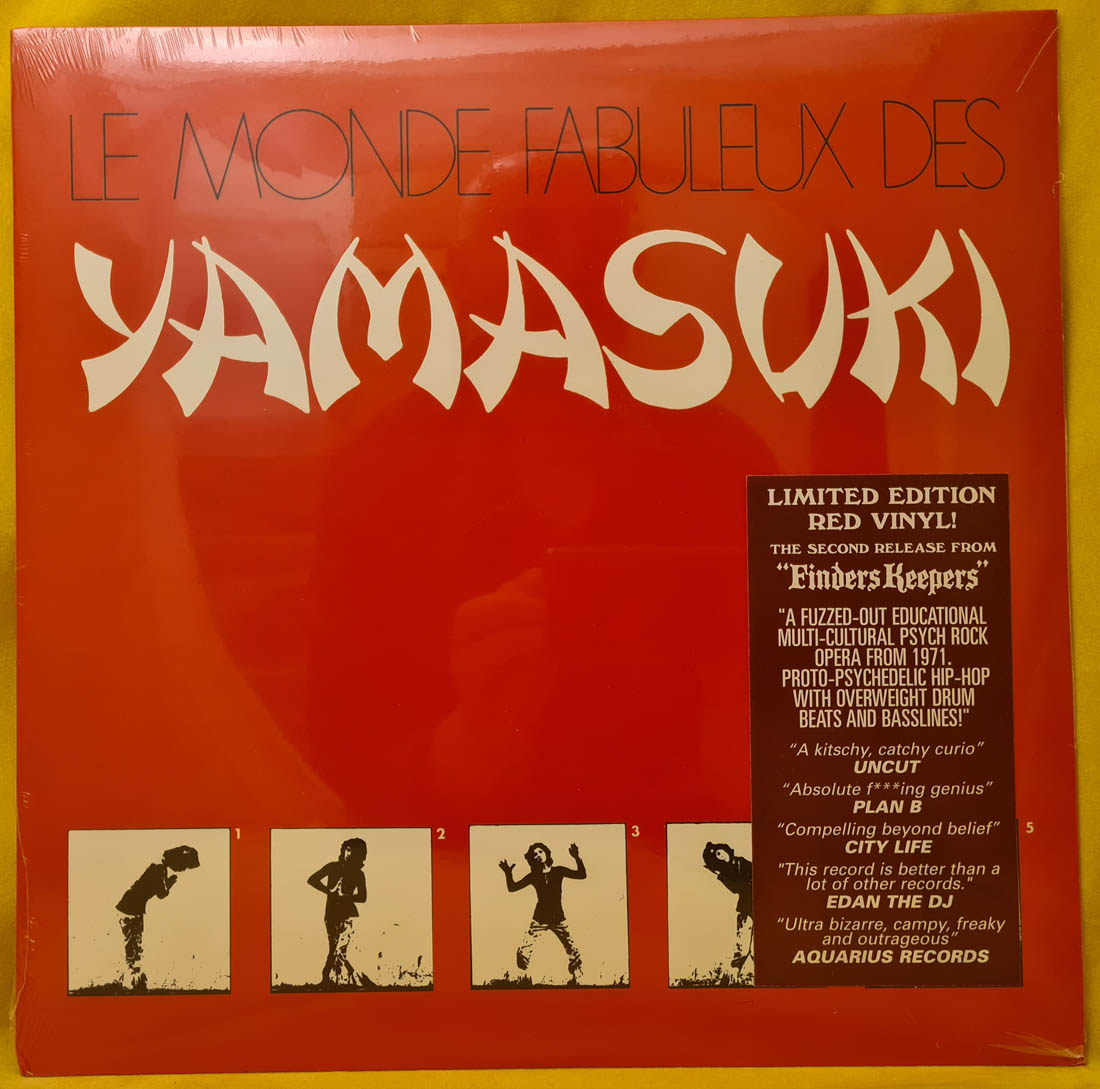 LE MONDE FABULEUX DES
YAMASUKI
LIMITED EDITION
RED VINYL!
THE SECOND RELEASE FROM
"Finders Keepers"
"A FUZZED-OUT EDUCATIONAL
MULTI-CULTURAL PSYCH ROCK
OPERA FROM 1971.
PROTO-PSYCHEDELIC HIP-HOP
WITH OVERWEIGHT DRUM
BEATS AND BASSLINES!"
"A kitschy, catchy curio"
UNCUT
"Absolute f***ing genius"
PLAN B
"Compelling beyond belief"
CITY LIFE
"This record is better than a
lot of other records."
EDAN THE DJ
"Ultra bizarre, campy, freaky
and outrageous"
AQUARIUS RECORDS
1 2 3 5